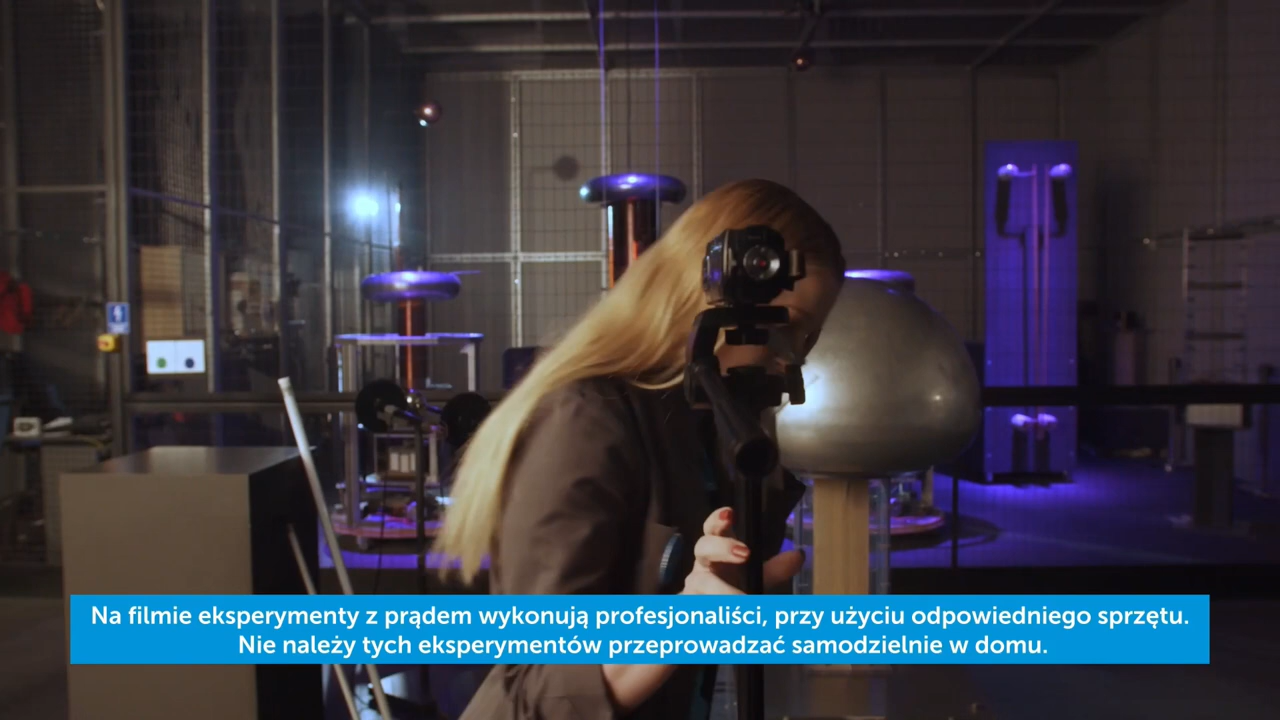 Na filmie eksperymenty z prądem wykonują profesjonaliści, przy użyciu odpowiedniego sprzętu.
Nie należy tych eksperymentów przeprowadzać samodzielnie w domu.